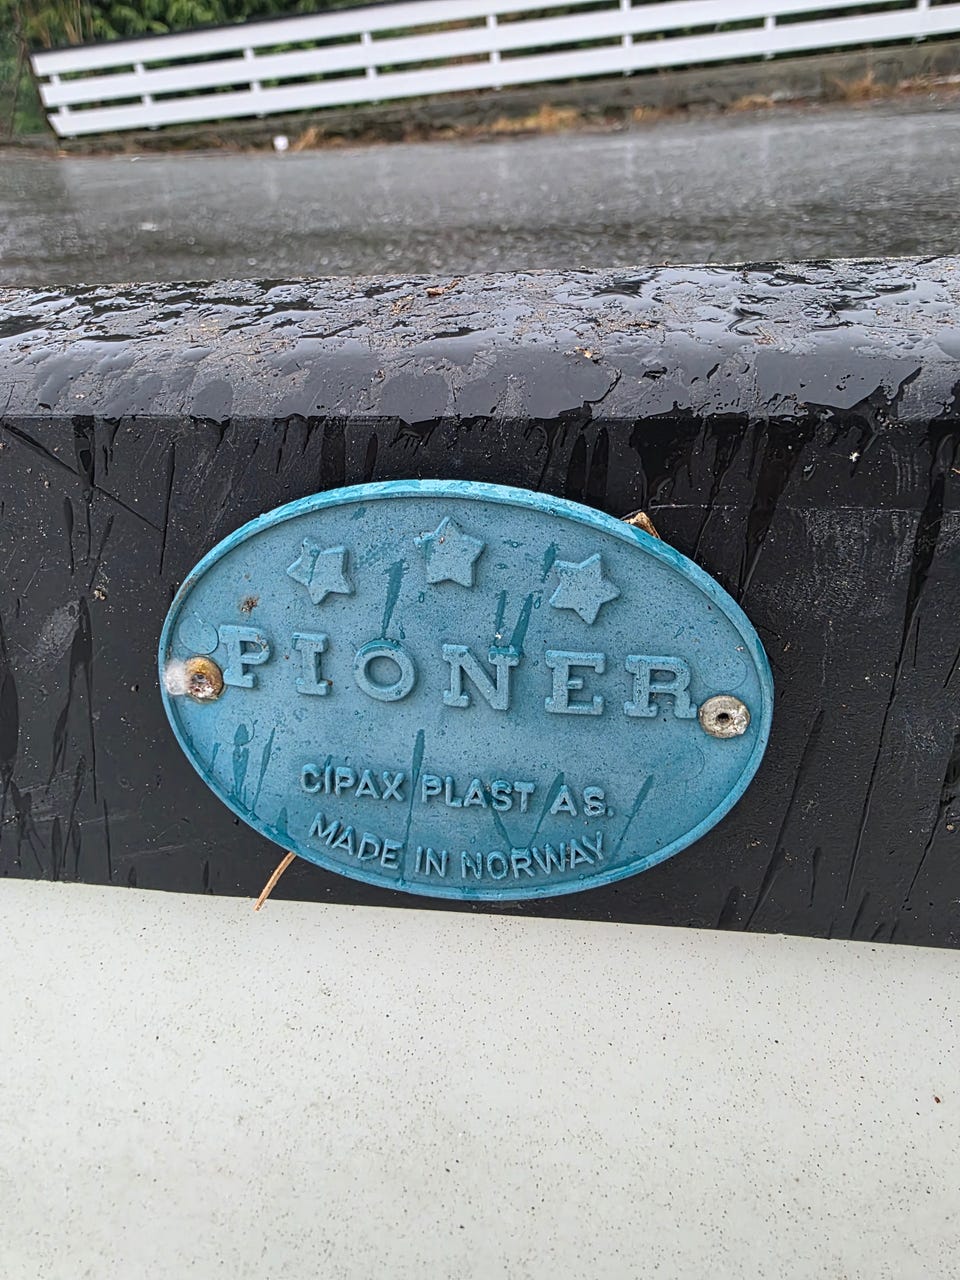 PIONER
CIPAX PLAST AS.
MADE IN NORWAY